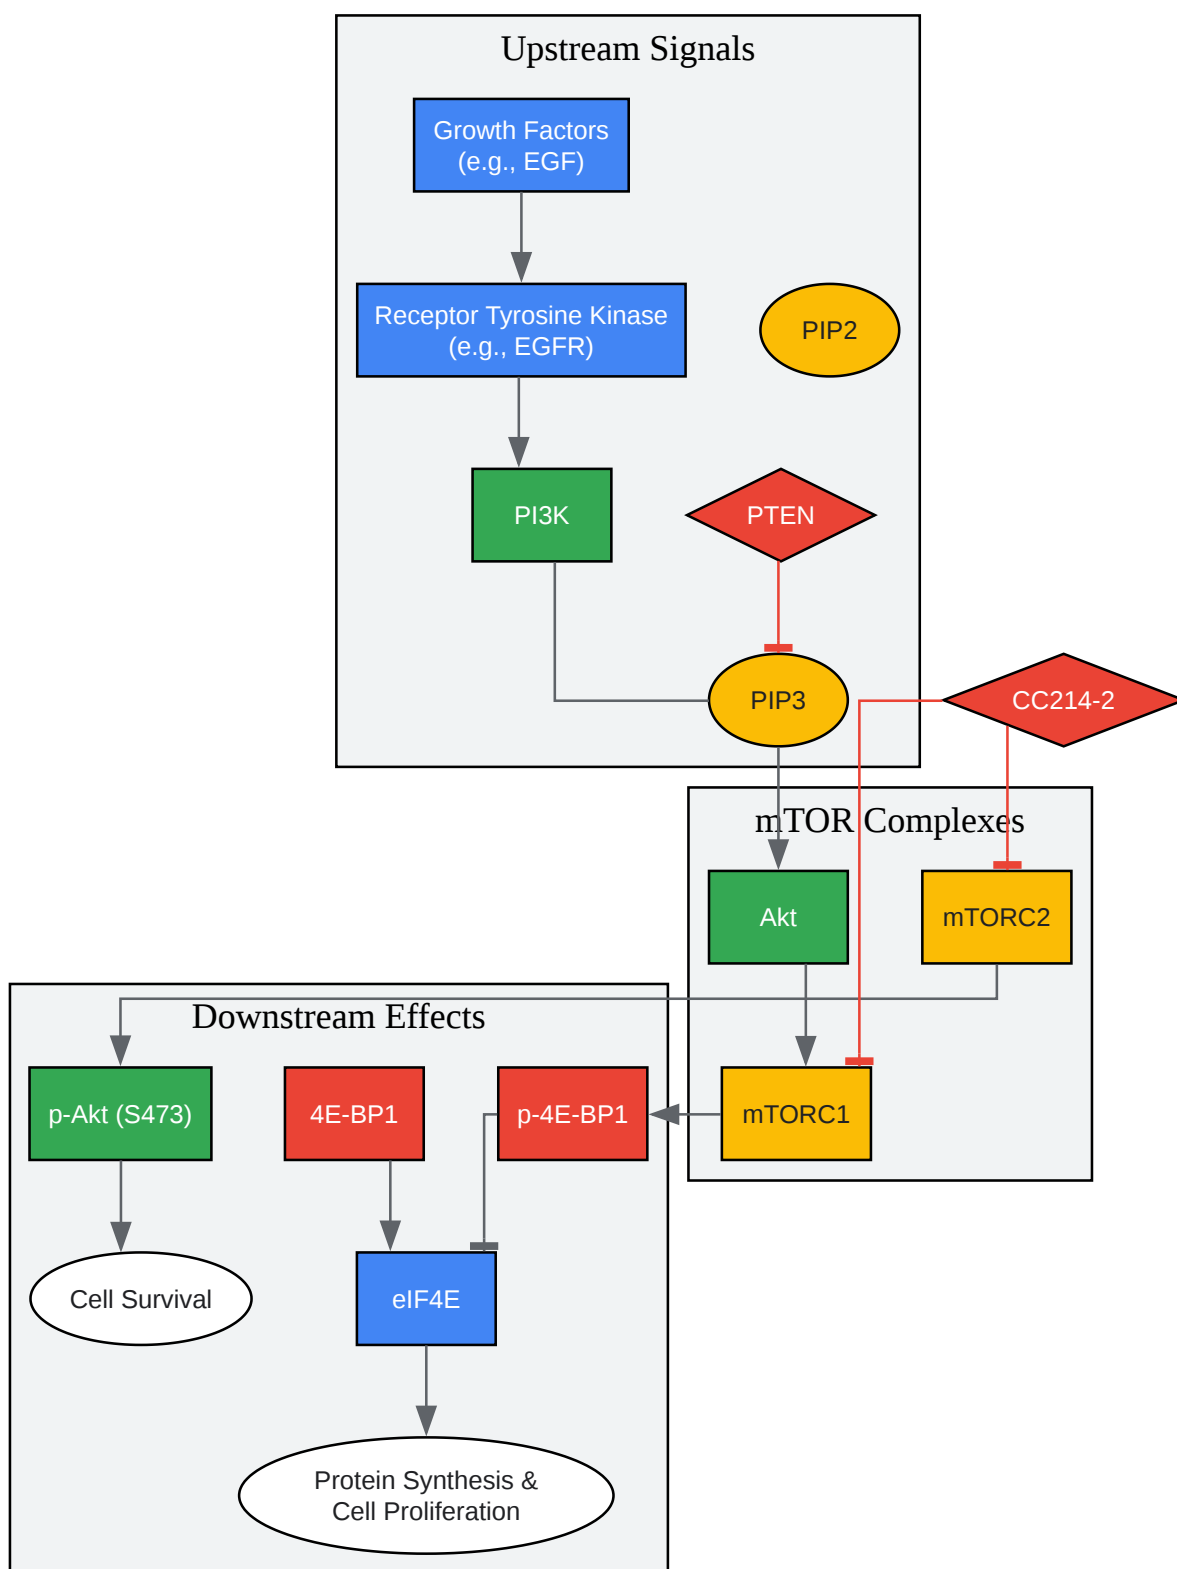 Upstream Signals
Growth Factors
(e.g., EGF)
Receptor Tyrosine Kinase
(e.g., EGFR)
PIP2
PI3K
PTEN
PIP3
CC214-2
mTOR Complexes
Akt
mTORC2
Downstream Effects
p-Akt (S473)
4E-BP1
p-4E-BP1
mTORC1
Cell Survival
eIF4E
Protein Synthesis &
Cell Proliferation